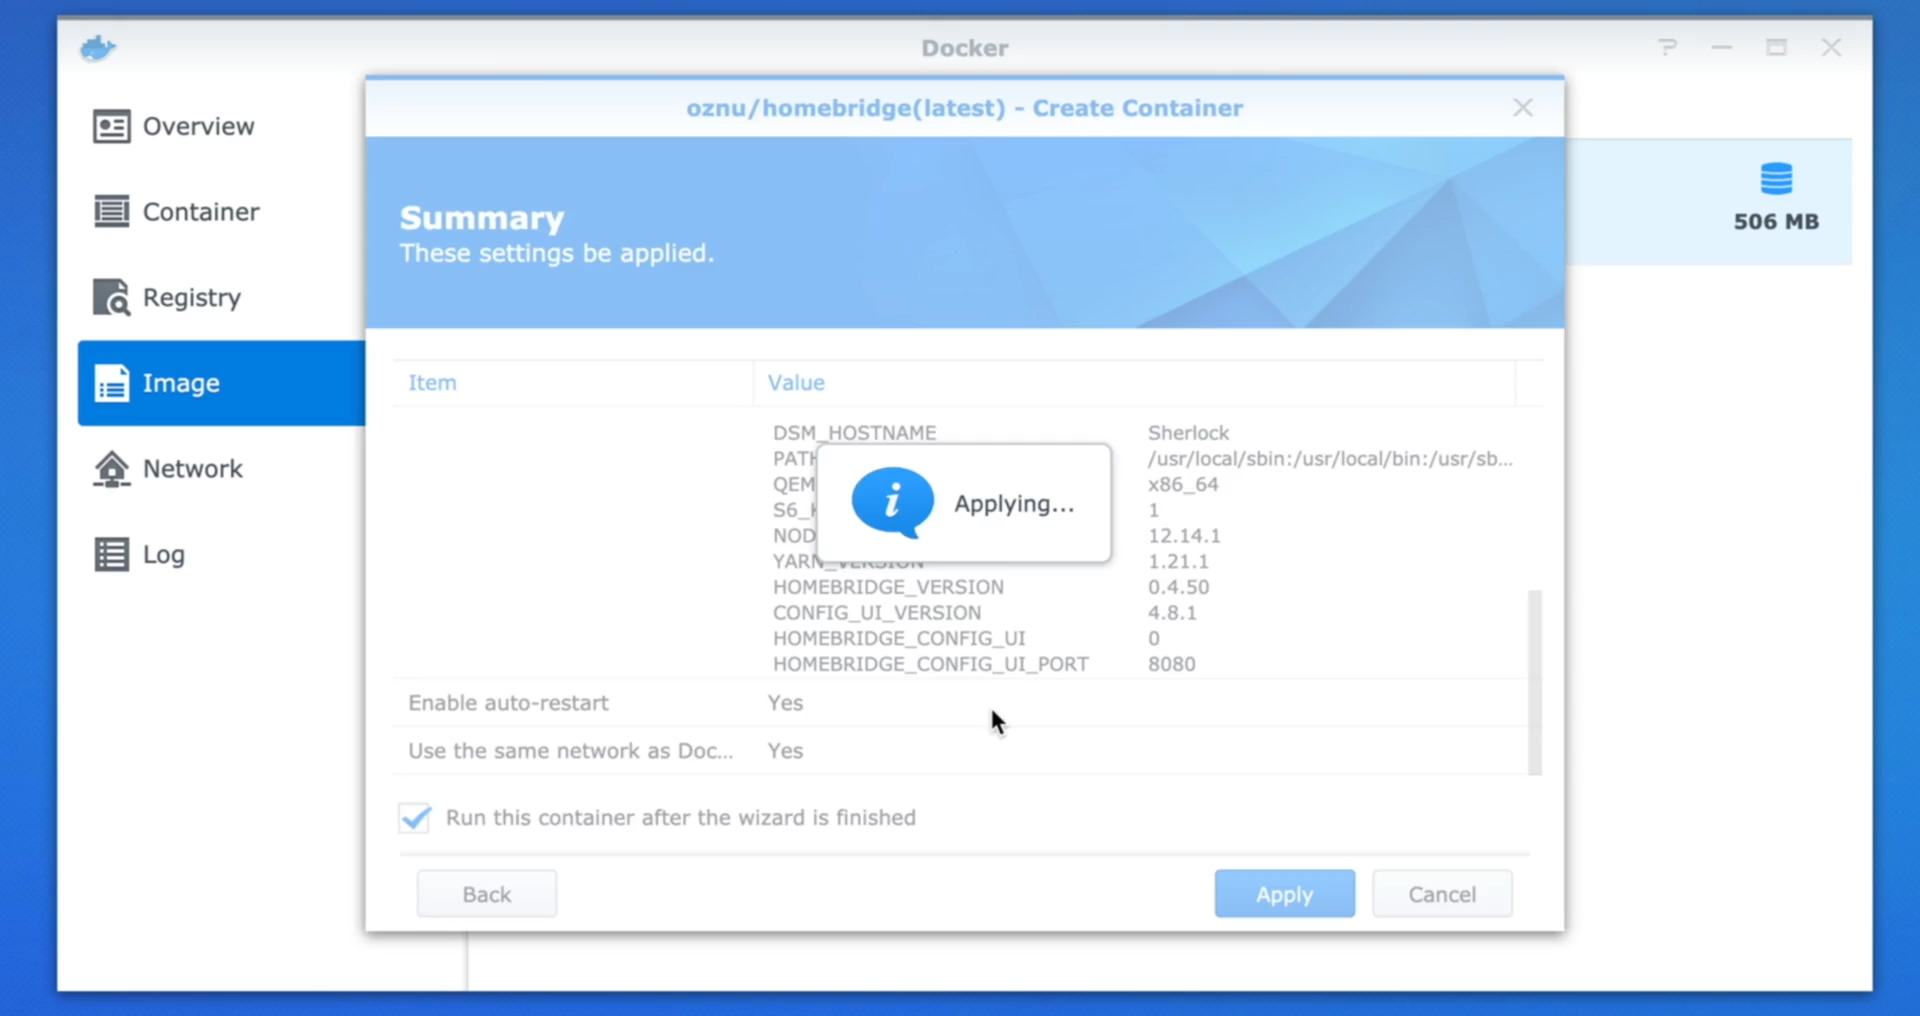 Docker
Overview
Container
Registry
Image
Network
Log
506 MB
oznu/homebridge(latest) - Create Container
Summary
These settings be applied.
Item Value
DSM_HOSTNAME Sherlock
/usr/local/sbin:/usr/local/bin:/usr/sb...
x86_64
1
12.14.1
YARN_VERSION 1.21.1
HOMEBRIDGE_VERSION 0.4.50
CONFIG_UI_VERSION 4.8.1
HOMEBRIDGE_CONFIG_UI 0
HOMEBRIDGE_CONFIG_UI_PORT 8080
Applying...
Enable auto-restart Yes
Use the same network as Doc... Yes
Run this container after the wizard is finished
Back Apply Cancel